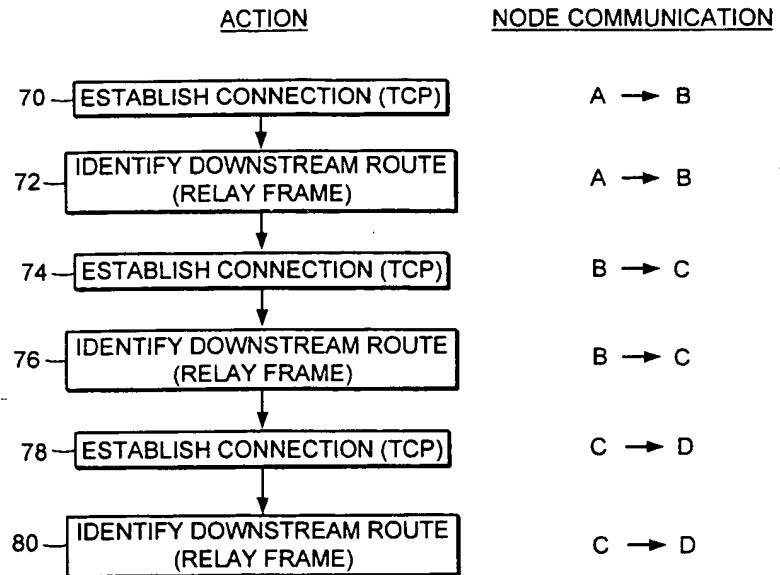 ACTION NODE COMMUNICATION
70 ESTABLISH CONNECTION (TCP) A → B
72 IDENTIFY DOWNSTREAM ROUTE
(RELAY FRAME) A → B
74 ESTABLISH CONNECTION (TCP) B → C
76 IDENTIFY DOWNSTREAM ROUTE
(RELAY FRAME) B → C
78 ESTABLISH CONNECTION (TCP) C → D
80 IDENTIFY DOWNSTREAM ROUTE
(RELAY FRAME) C → D